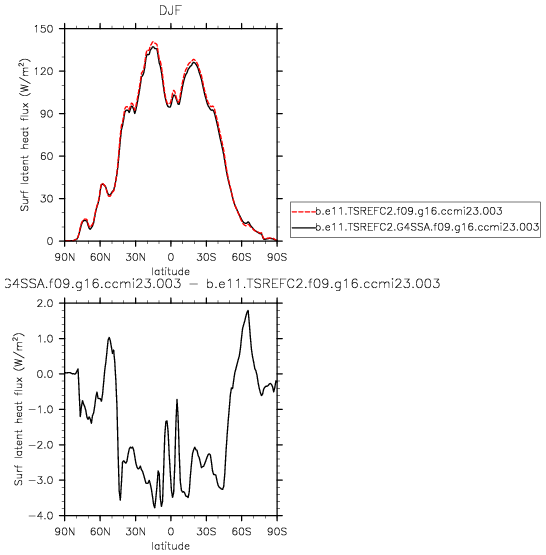 DJF
150
120
90
60
30
0
Surf latent heat flux (W/m²)
90N 60N 30N 0 30S 60S 90S
latitude
b.e11.TSREFC2.f09.g16.ccmi23.003
b.e11.TSREFC2.G4SSA.f09.g16.ccmi23.003
G4SSA.f09.g16.ccmi23.003 − b.e11.TSREFC2.f09.g16.ccmi23.003
2.0
1.0
0.0
−1.0
−2.0
−3.0
−4.0
Surf latent heat flux (W/m²)
90N 60N 30N 0 30S 60S 90S
latitude